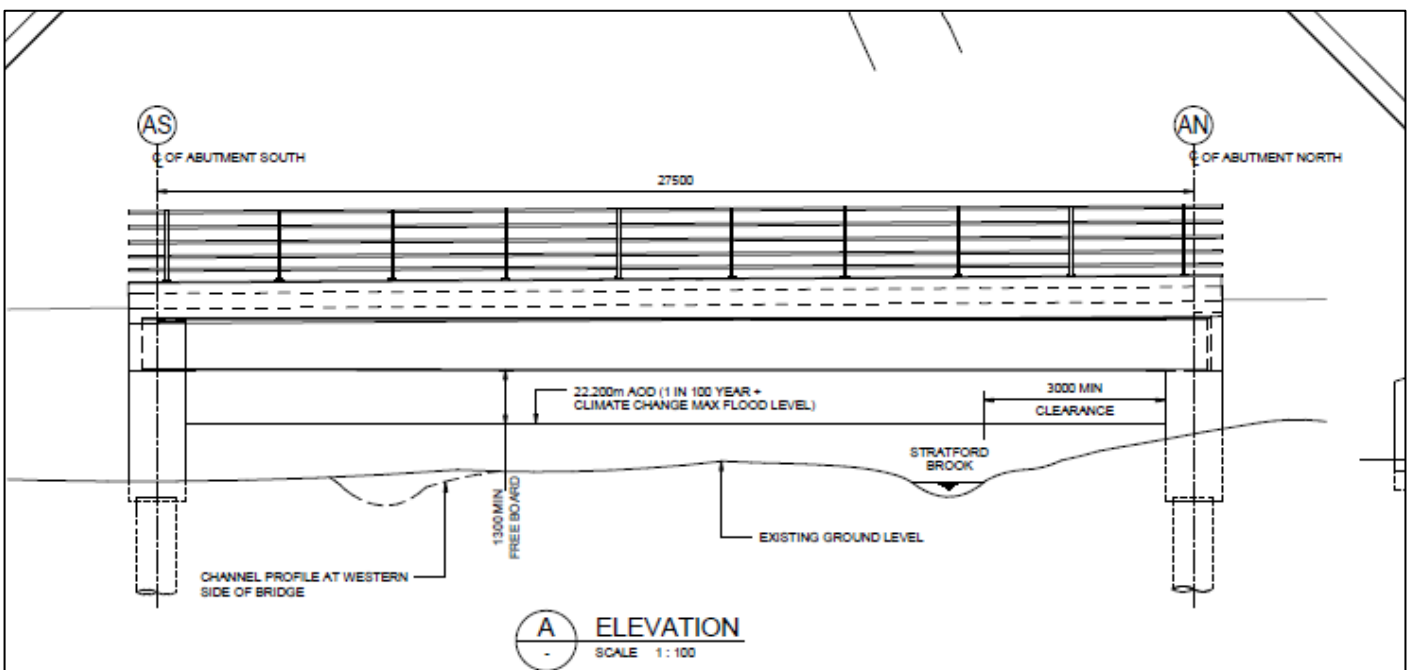 AS
AN
℄ OF ABUTMENT SOUTH
℄ OF ABUTMENT NORTH
27500
22.200m AOD (1 IN 100 YEAR +
CLIMATE CHANGE MAX FLOOD LEVEL)
3000 MIN
CLEARANCE
STRATFORD
BROOK
1300 MIN
FREE BOARD
EXISTING GROUND LEVEL
CHANNEL PROFILE AT WESTERN
SIDE OF BRIDGE
A
-
ELEVATION
SCALE 1 : 100